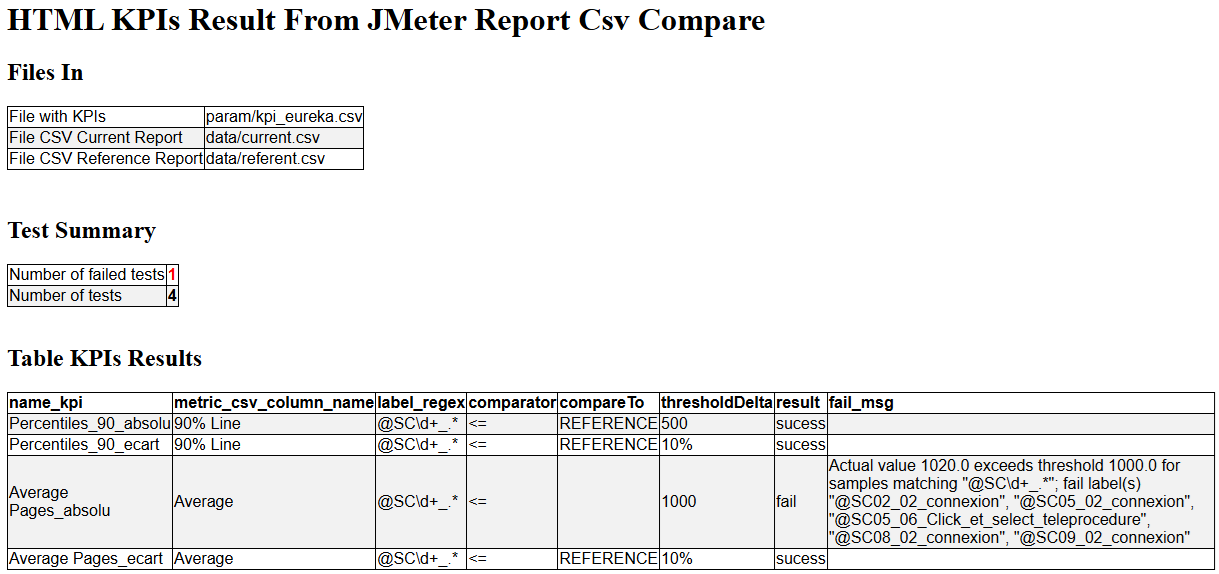 HTML KPIs Result From JMeter Report Csv Compare
Files In
File with KPIs param/kpi_eureka.csv
File CSV Current Report data/current.csv
File CSV Reference Report data/referent.csv
Test Summary
Number of failed tests 1
Number of tests 4
Table KPIs Results
name_kpi metric_csv_column_name label_regex comparator compareTo thresholdDelta result fail_msg
Percentiles_90_absolu 90% Line @SC\d+_.* <= REFERENCE 500 sucess
Percentiles_90_ecart 90% Line @SC\d+_.* <= REFERENCE 10% sucess
Average
Pages_absolu
Average @SC\d+_.* <= 1000 fail
Actual value 1020.0 exceeds threshold 1000.0 for
samples matching "@SC\d+_.*"; fail label(s)
"@SC02_02_connexion", "@SC05_02_connexion",
"@SC05_06_Click_et_select_teleprocedure",
"@SC08_02_connexion", "@SC09_02_connexion"
Average Pages_ecart Average @SC\d+_.* <= REFERENCE 10% sucess